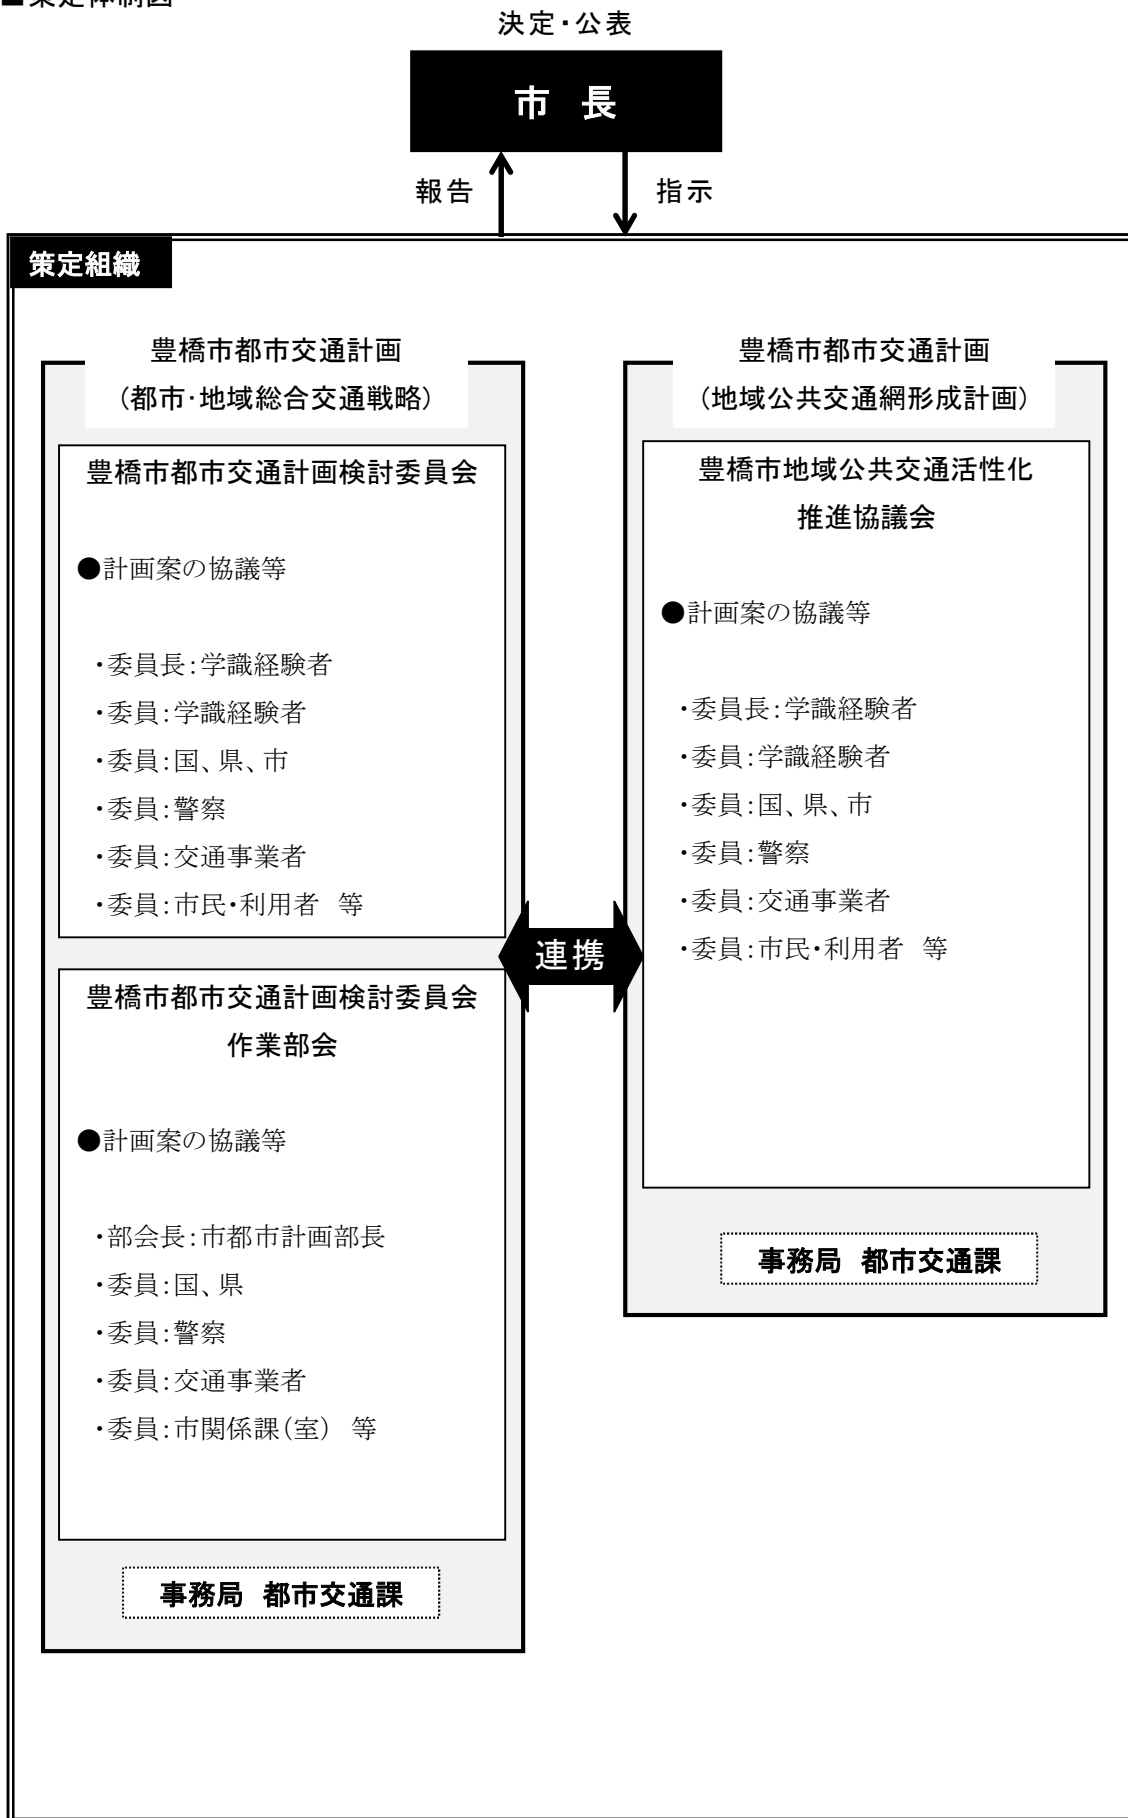 ■策定体制図
決定・公表
市 長
報告
指示
策定組織
豊橋市都市交通計画
（都市・地域総合交通戦略）
豊橋市都市交通計画検討委員会
●計画案の協議等
・委員長：学識経験者
・委員：学識経験者
・委員：国、県、市
・委員：警察
・委員：交通事業者
・委員：市民・利用者 等
豊橋市都市交通計画検討委員会
作業部会
●計画案の協議等
・部会長：市都市計画部長
・委員：国、県
・委員：警察
・委員：交通事業者
・委員：市関係課（室） 等
事務局 都市交通課
連携
豊橋市都市交通計画
（地域公共交通網形成計画）
豊橋市地域公共交通活性化
推進協議会
●計画案の協議等
・委員長：学識経験者
・委員：学識経験者
・委員：国、県、市
・委員：警察
・委員：交通事業者
・委員：市民・利用者 等
事務局 都市交通課